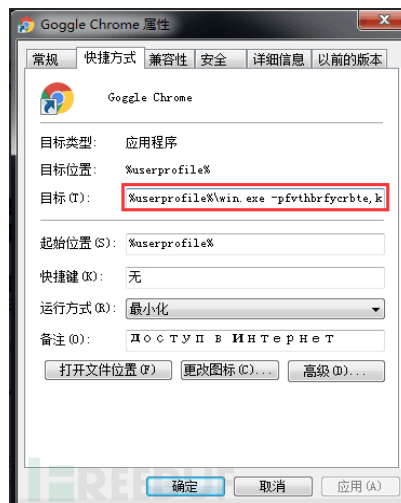 Goggle Chrome 属性
常规 快捷方式 兼容性 安全 详细信息 以前的版本
Goggle Chrome
目标类型: 应用程序
目标位置: %userprofile%
目标(T): %userprofile%\win.exe -pfvthbrfycrbte,k
起始位置(S): %userprofile%
快捷键(K): 无
运行方式(R): 最小化
备注(O): Доступ в Интернет
打开文件位置(F) 更改图标(C)... 高级(D)...
REEBUF
确定 取消 应用(A)